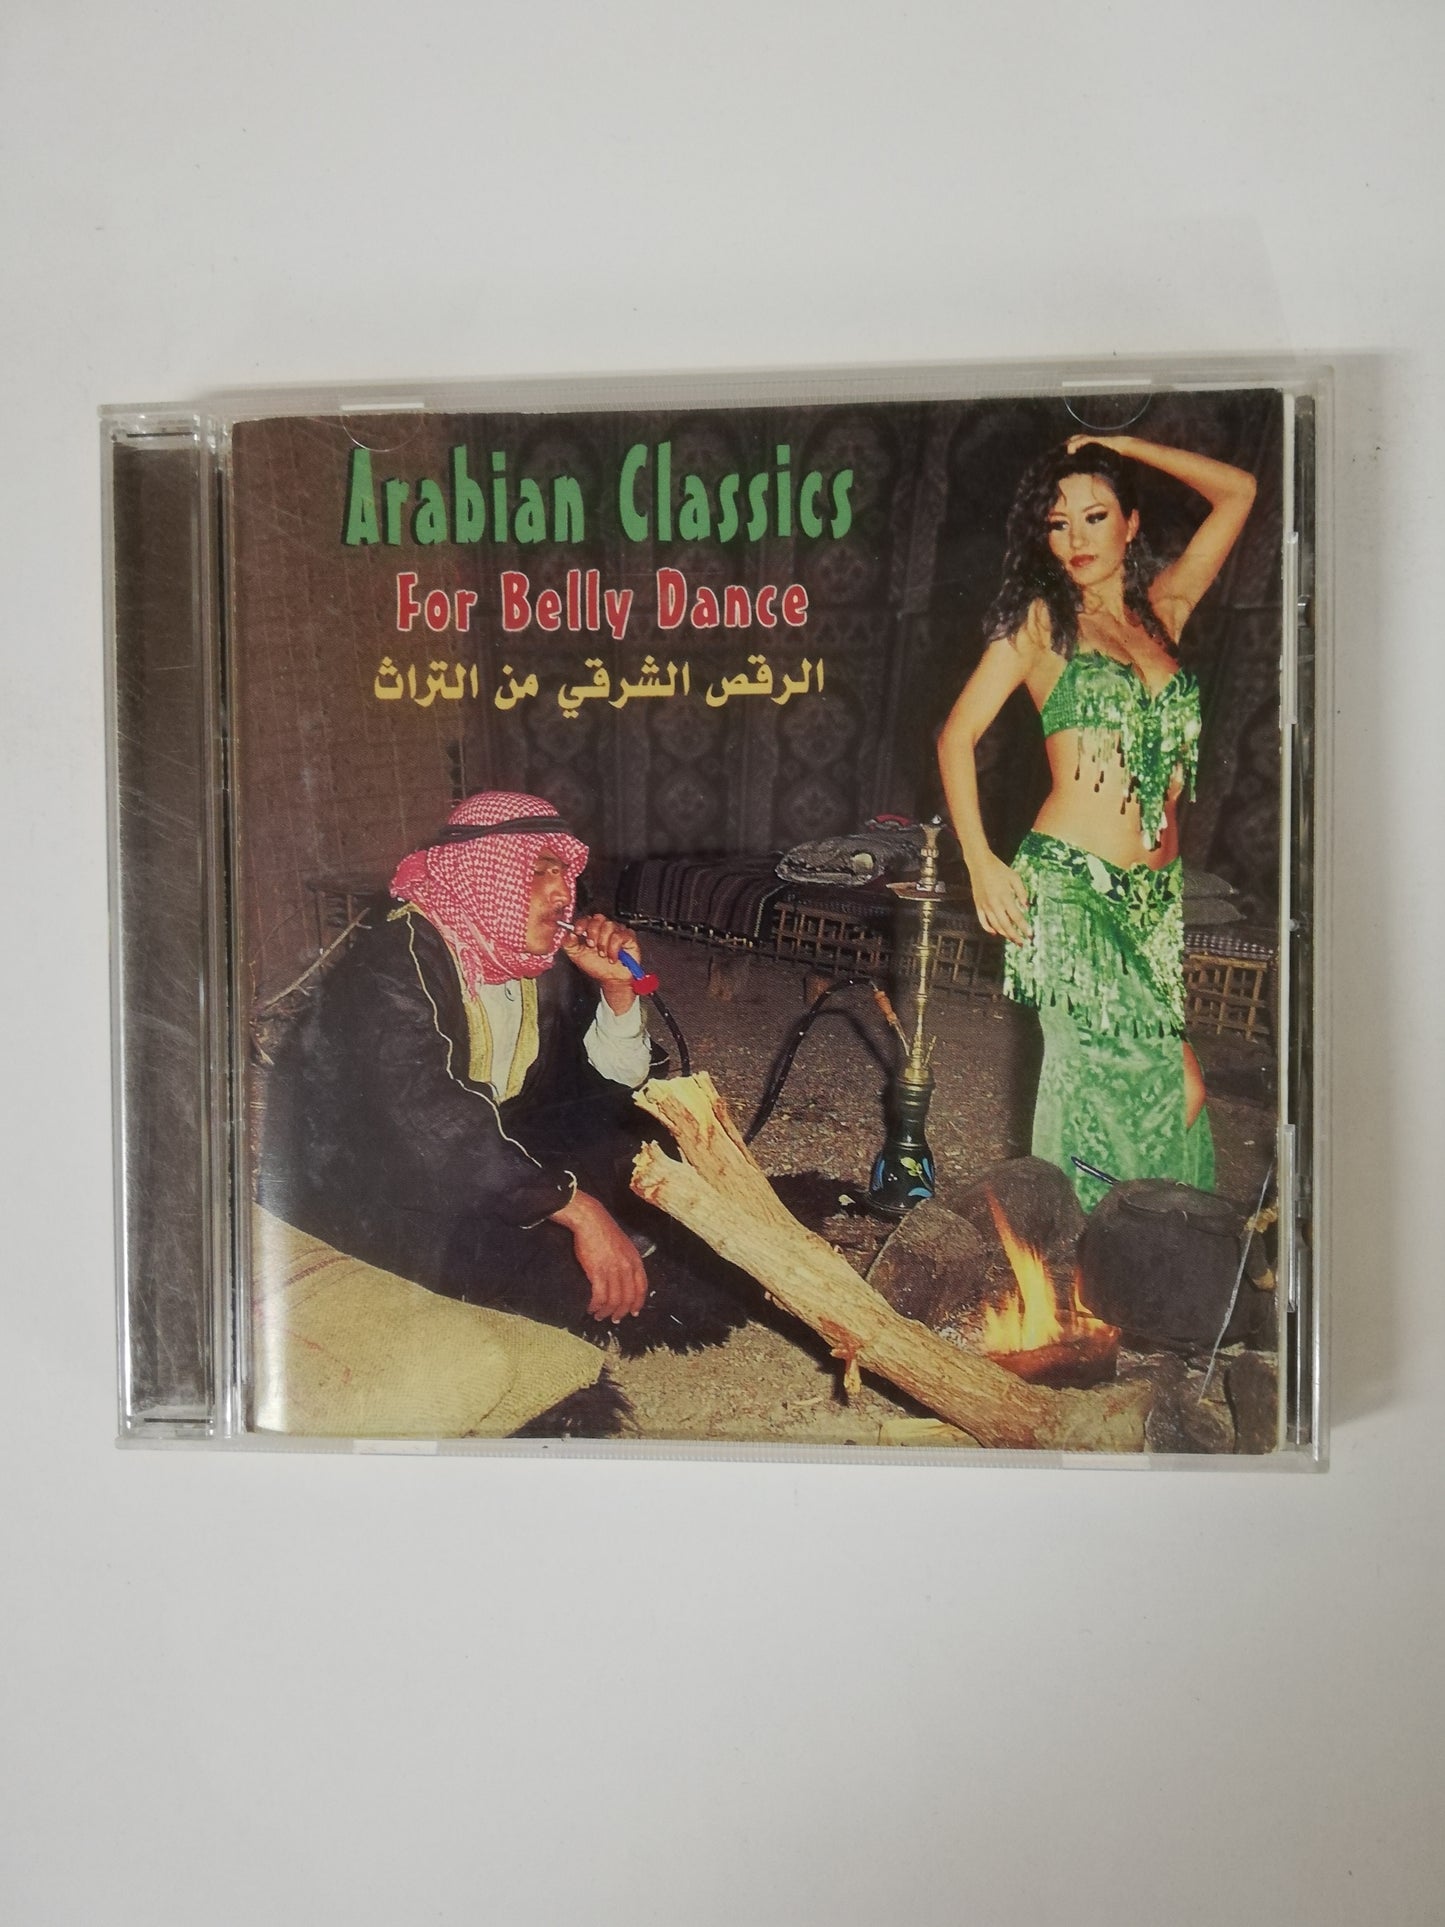 Arabian Classics
For Belly Dance
الرقص الشرقي من التراث